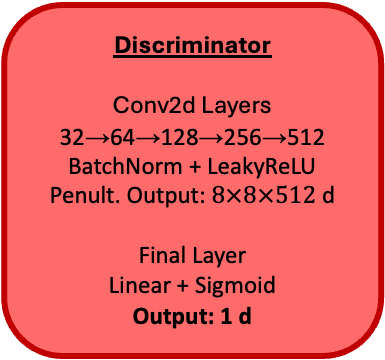 Discriminator
Conv2d Layers
32→64→128→256→512
BatchNorm + LeakyReLU
Penult. Output: 8×8×512 d
Final Layer
Linear + Sigmoid
Output: 1 d